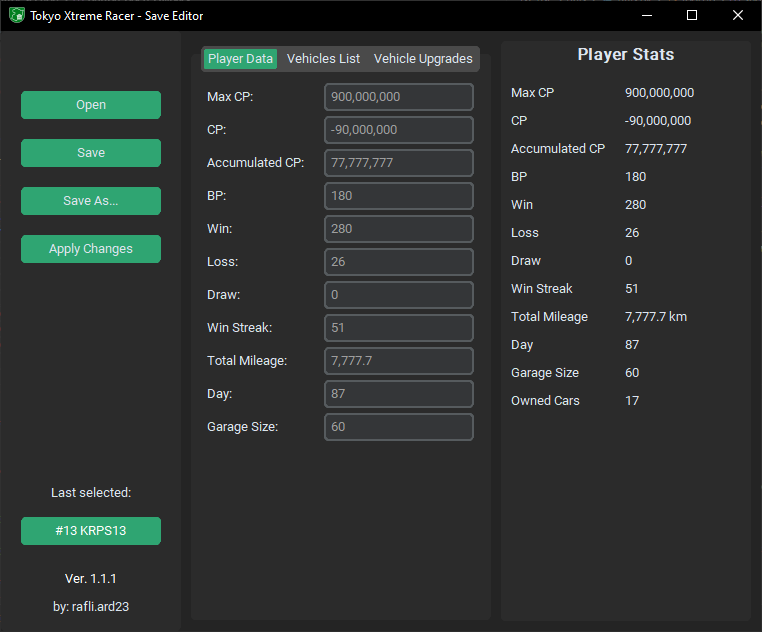 Tokyo Xtreme Racer - Save Editor
Open
Save
Save As...
Apply Changes
Last selected:
#13 KRPS13
Ver. 1.1.1
by: rafli.ard23
Player Data Vehicles List Vehicle Upgrades
Max CP: 900,000,000
CP: -90,000,000
Accumulated CP: 77,777,777
BP: 180
Win: 280
Loss: 26
Draw: 0
Win Streak: 51
Total Mileage: 7,777.7
Day: 87
Garage Size: 60
Player Stats
Max CP 900,000,000
CP -90,000,000
Accumulated CP 77,777,777
BP 180
Win 280
Loss 26
Draw 0
Win Streak 51
Total Mileage 7,777.7 km
Day 87
Garage Size 60
Owned Cars 17